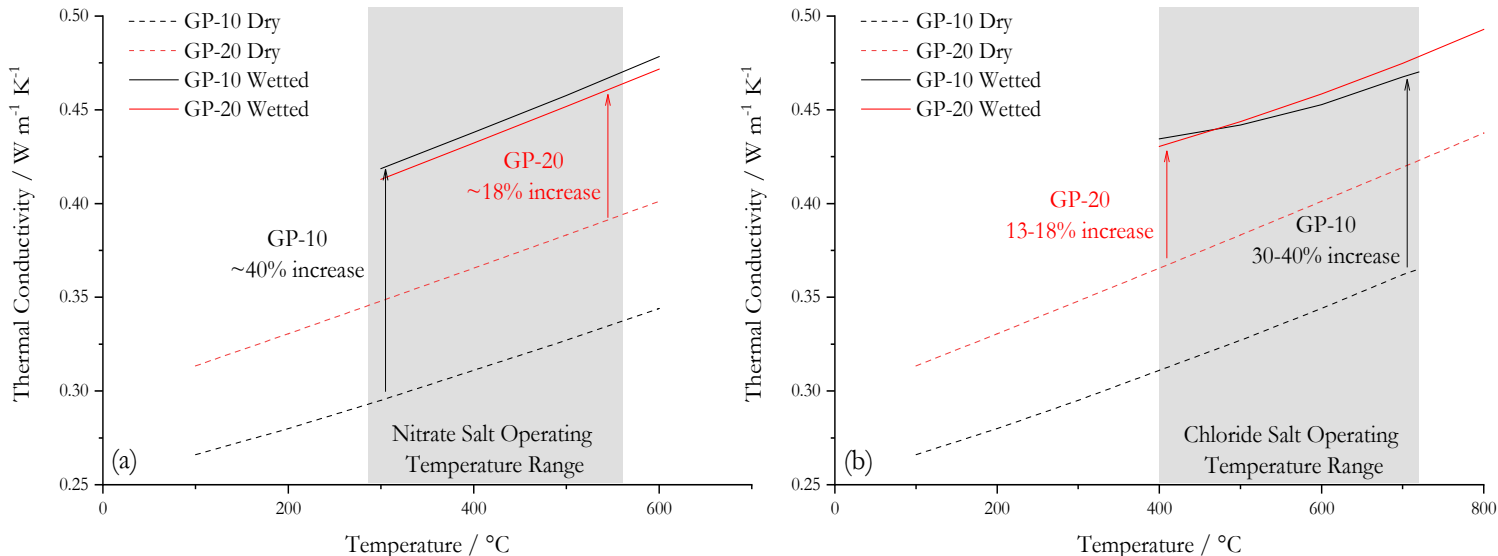 GP-10 Dry
GP-20 Dry
GP-10 Wetted
GP-20 Wetted
0.50
0.45
0.40
0.35
0.30
0.25
Thermal Conductivity / W m⁻¹ K⁻¹
GP-20
~18% increase
GP-10
~40% increase
Nitrate Salt Operating
Temperature Range
(a)
0
200
400
600
Temperature / °C
GP-10 Dry
GP-20 Dry
GP-10 Wetted
GP-20 Wetted
0.50
0.45
0.40
0.35
0.30
0.25
Thermal Conductivity / W m⁻¹ K⁻¹
GP-20
13-18% increase
GP-10
30-40% increase
Chloride Salt Operating
Temperature Range
(b)
0
200
400
600
800
Temperature / °C